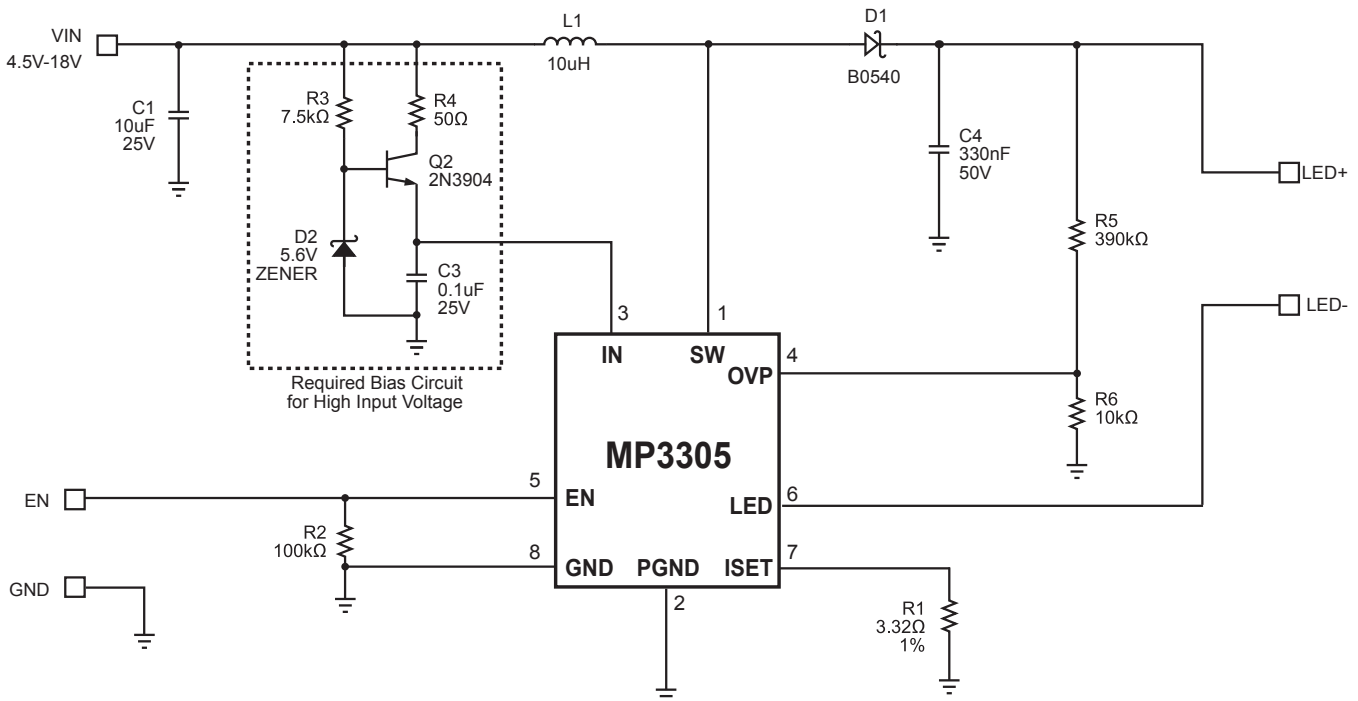 VIN
4.5V-18V
L1
10uH
D1
B0540
C1
10uF
25V
R3
7.5kΩ
R4
50Ω
Q2
2N3904
C4
330nF
50V
LED+
D2
5.6V
ZENER
C3
0.1uF
25V
R5
390kΩ
LED-
3
1
IN
SW
4
OVP
Required Bias Circuit
for High Input Voltage
R6
10kΩ
MP3305
EN
5
EN
6
LED
R2
100kΩ
8
GND
PGND
ISET
7
GND
2
R1
3.32Ω
1%